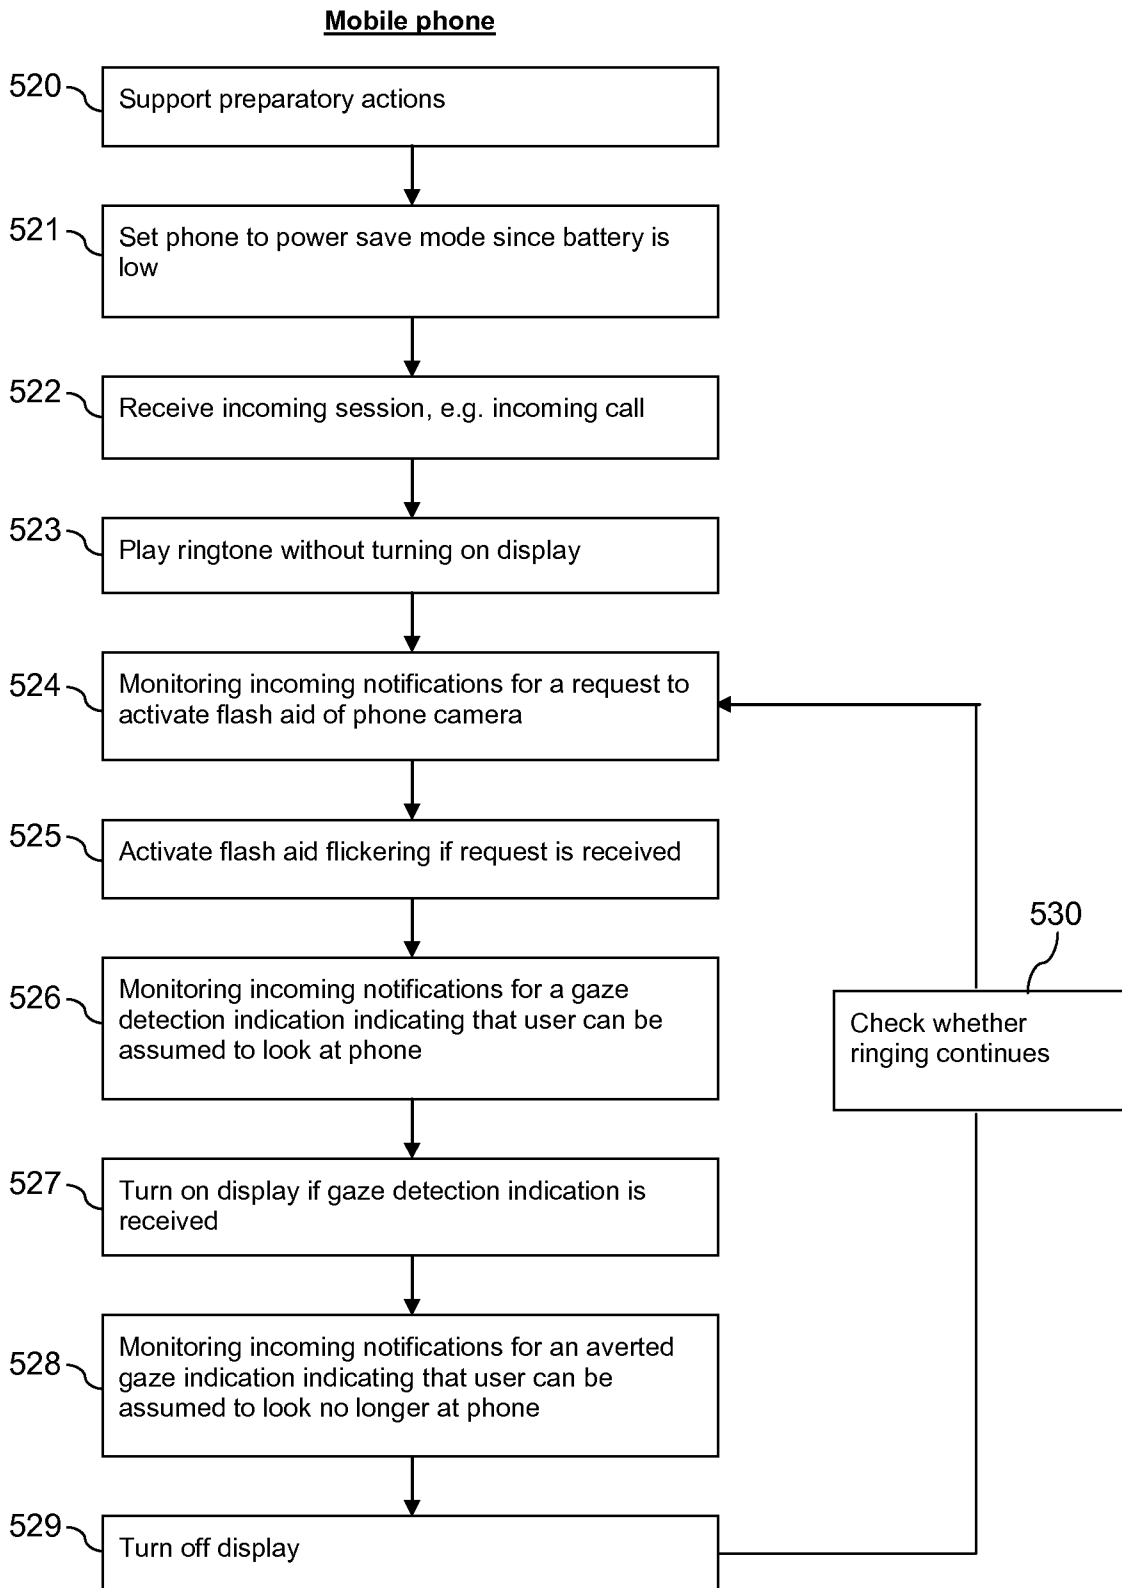 Mobile phone
520
Support preparatory actions
521
Set phone to power save mode since battery is
low
522
Receive incoming session, e.g. incoming call
523
Play ringtone without turning on display
524
Monitoring incoming notifications for a request to
activate flash aid of phone camera
525
Activate flash aid flickering if request is received
526
Monitoring incoming notifications for a gaze
detection indication indicating that user can be
assumed to look at phone
527
Turn on display if gaze detection indication is
received
528
Monitoring incoming notifications for an averted
gaze indication indicating that user can be
assumed to look no longer at phone
529
Turn off display
530
Check whether
ringing continues